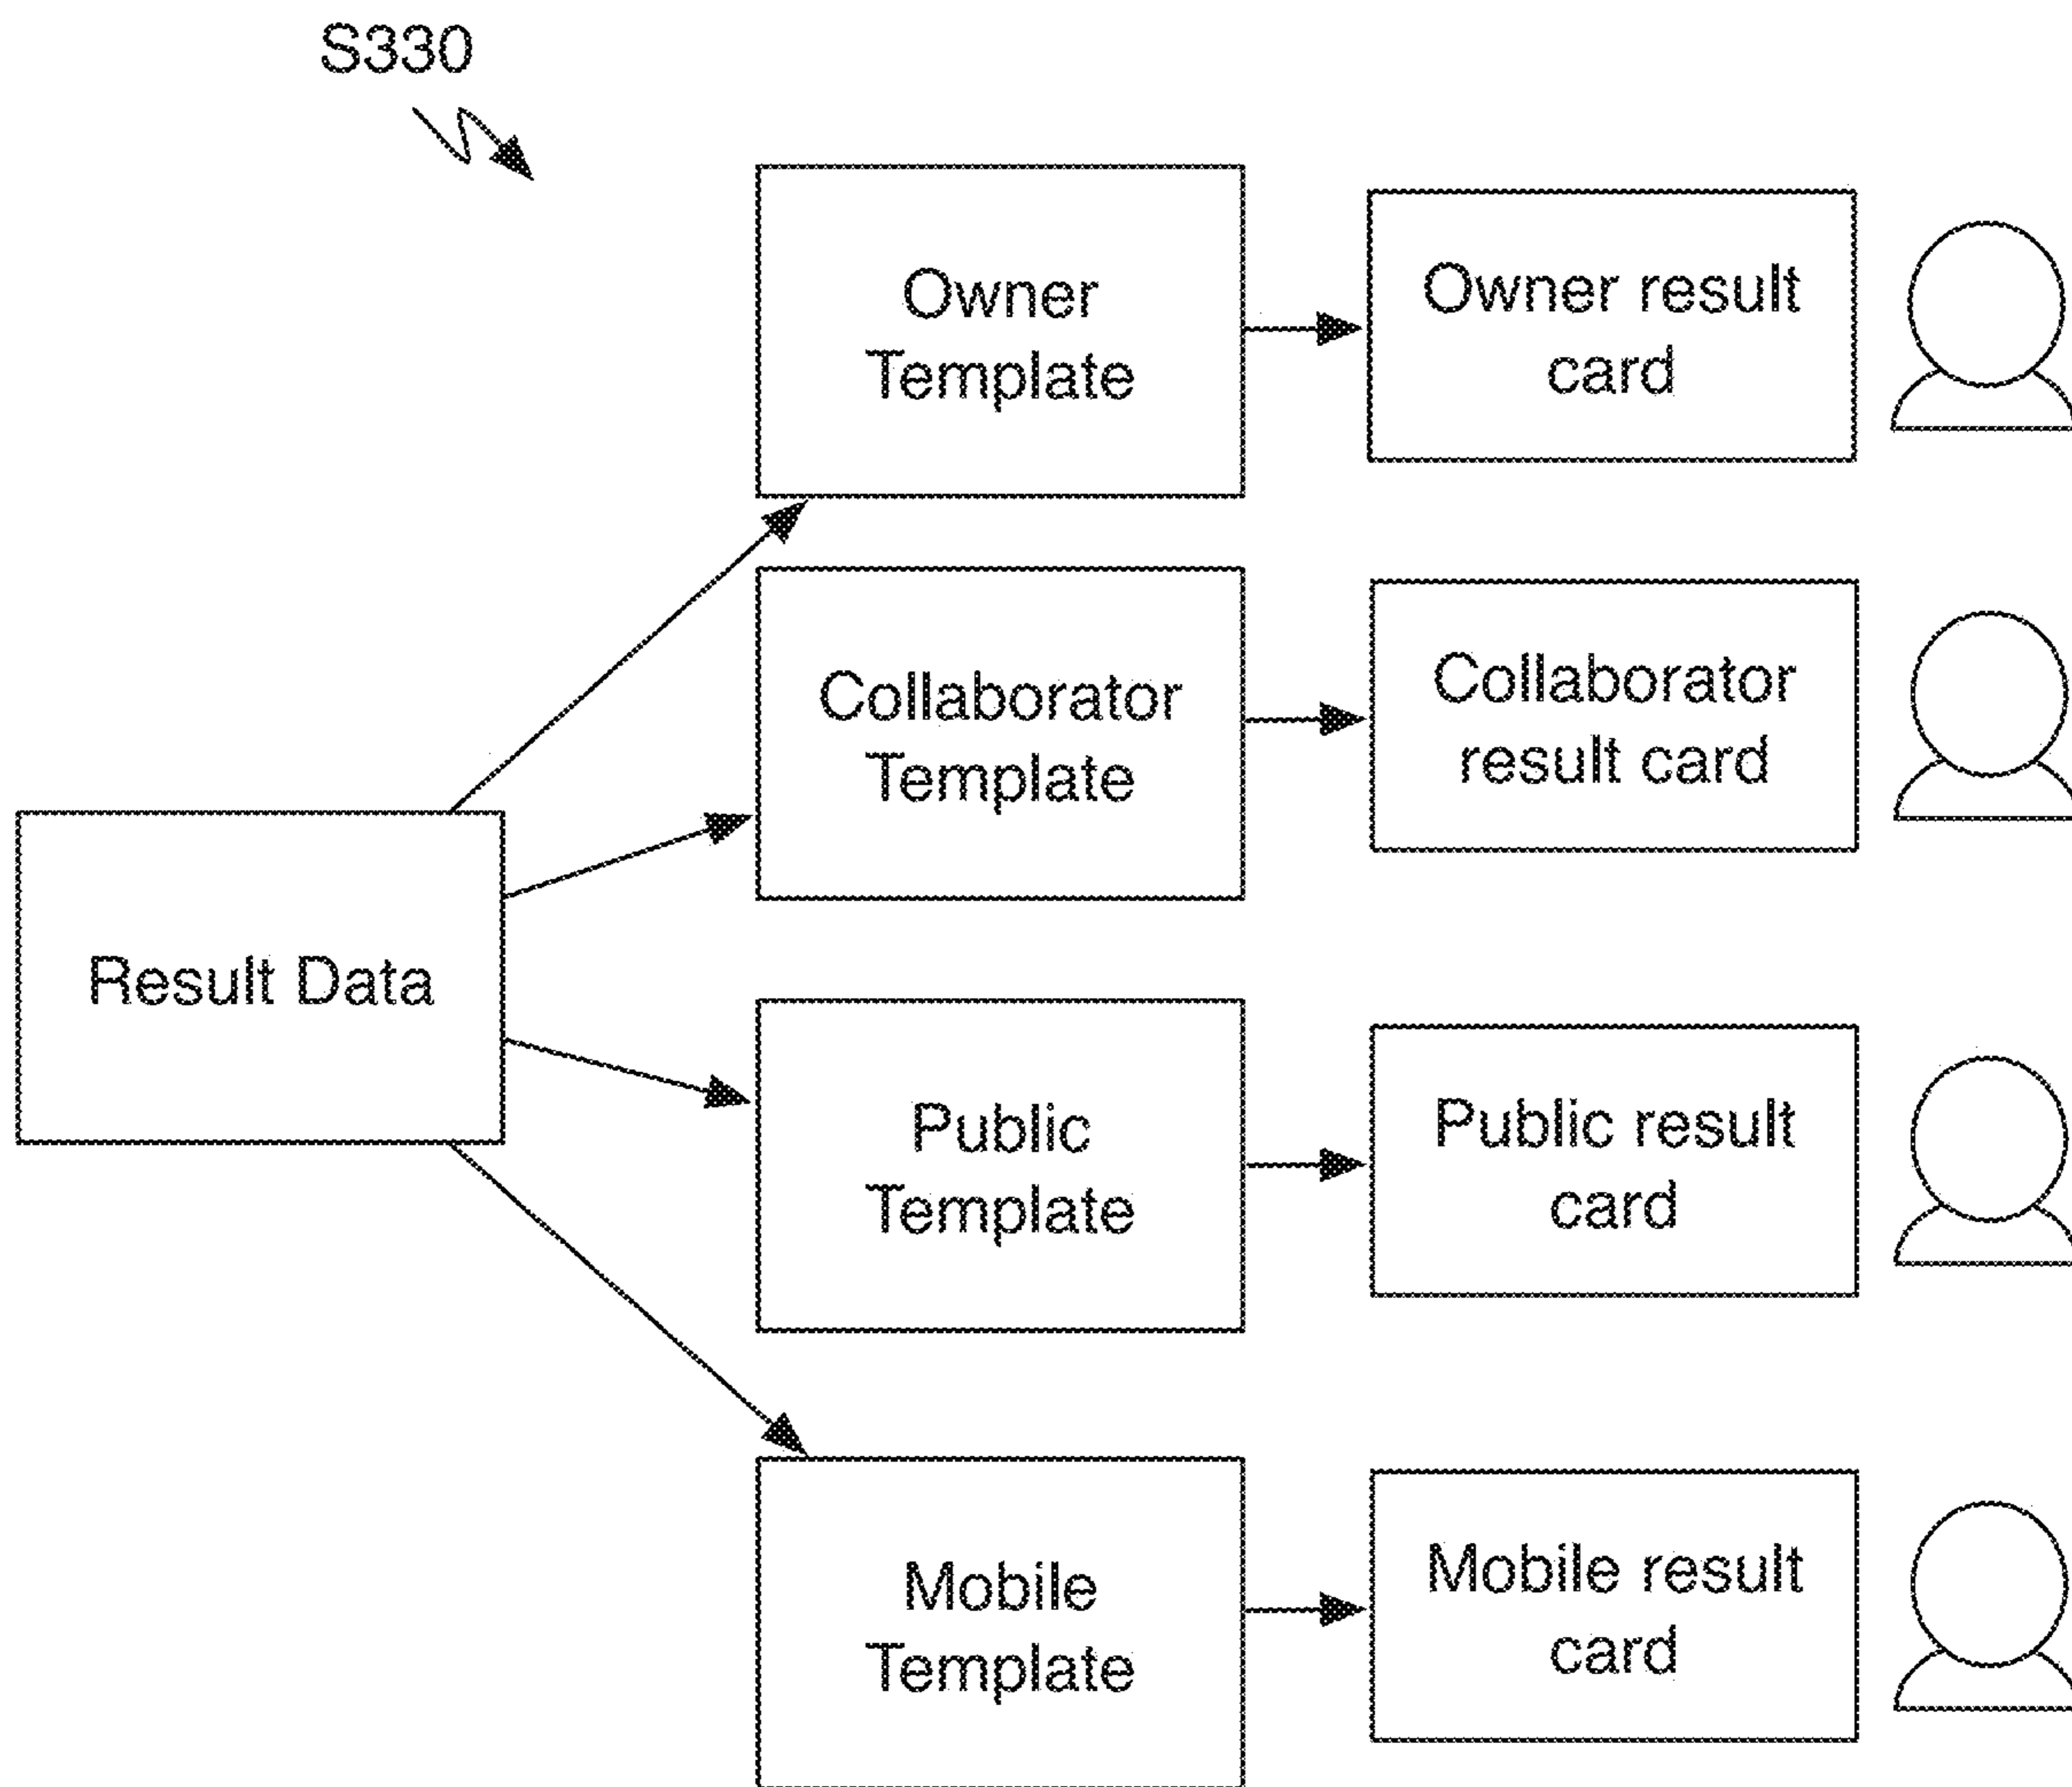 S330
Owner
Template
Owner result
card
Collaborator
Template
Collaborator
result card
Result Data
Public
Template
Public result
card
Mobile
Template
Mobile result
card